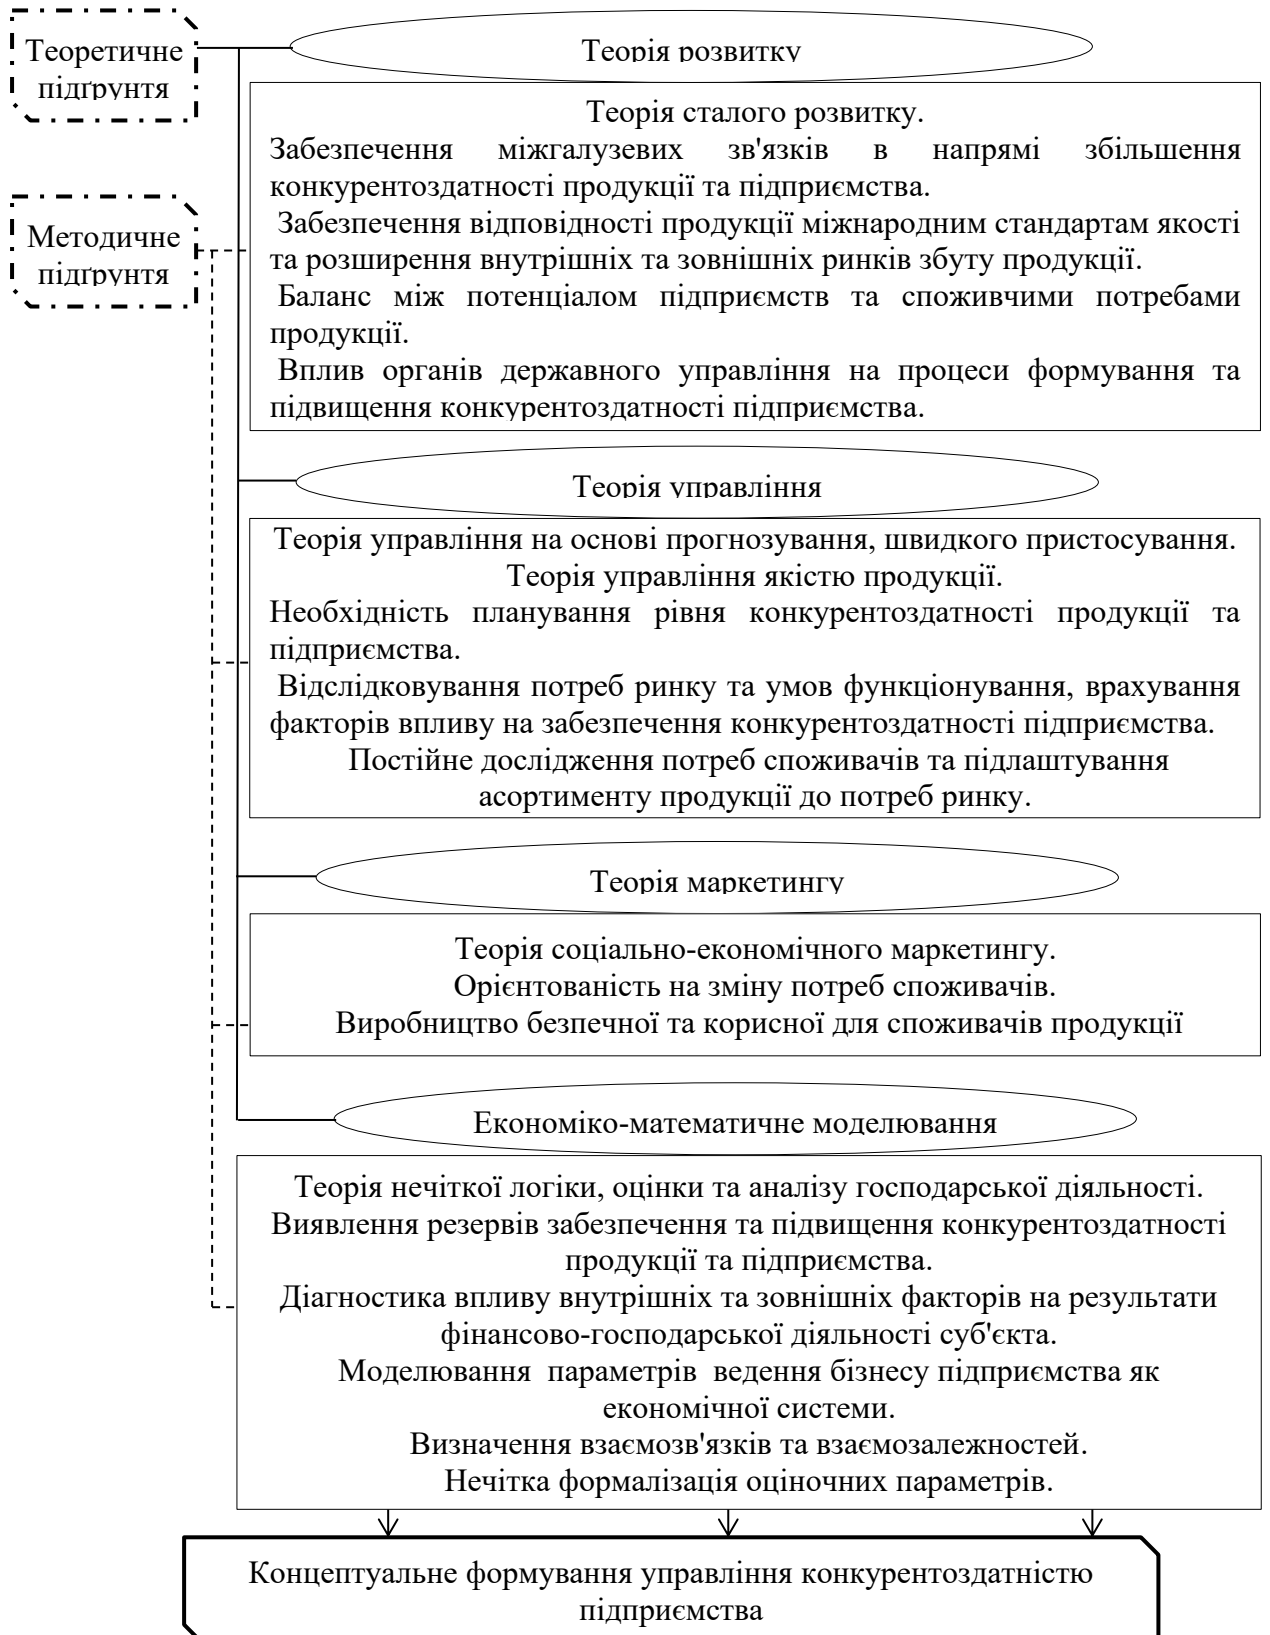 Теоретичне
підґрунтя
Теорія розвитку
Теорія сталого розвитку.
Забезпечення міжгалузевих зв'язків в напрямі збільшення
конкурентоздатності продукції та підприємства.
Забезпечення відповідності продукції міжнародним стандартам якості
та розширення внутрішніх та зовнішніх ринків збуту продукції.
Баланс між потенціалом підприємств та споживчими потребами
продукції.
Вплив органів державного управління на процеси формування та
підвищення конкурентоздатності підприємства.
Методичне
підґрунтя
Теорія управління
Теорія управління на основі прогнозування, швидкого пристосування.
Теорія управління якістю продукції.
Необхідність планування рівня конкурентоздатності продукції та
підприємства.
Відслідковування потреб ринку та умов функціонування, врахування
факторів впливу на забезпечення конкурентоздатності підприємства.
Постійне дослідження потреб споживачів та підлаштування
асортименту продукції до потреб ринку.
Теорія маркетингу
Теорія соціально-економічного маркетингу.
Орієнтованість на зміну потреб споживачів.
Виробництво безпечної та корисної для споживачів продукції
Економіко-математичне моделювання
Теорія нечіткої логіки, оцінки та аналізу господарської діяльності.
Виявлення резервів забезпечення та підвищення конкурентоздатності
продукції та підприємства.
Діагностика впливу внутрішніх та зовнішніх факторів на результати
фінансово-господарської діяльності суб'єкта.
Моделювання параметрів ведення бізнесу підприємства як
економічної системи.
Визначення взаємозв'язків та взаємозалежностей.
Нечітка формалізація оціночних параметрів.
Концептуальне формування управління конкурентоздатністю
підприємства